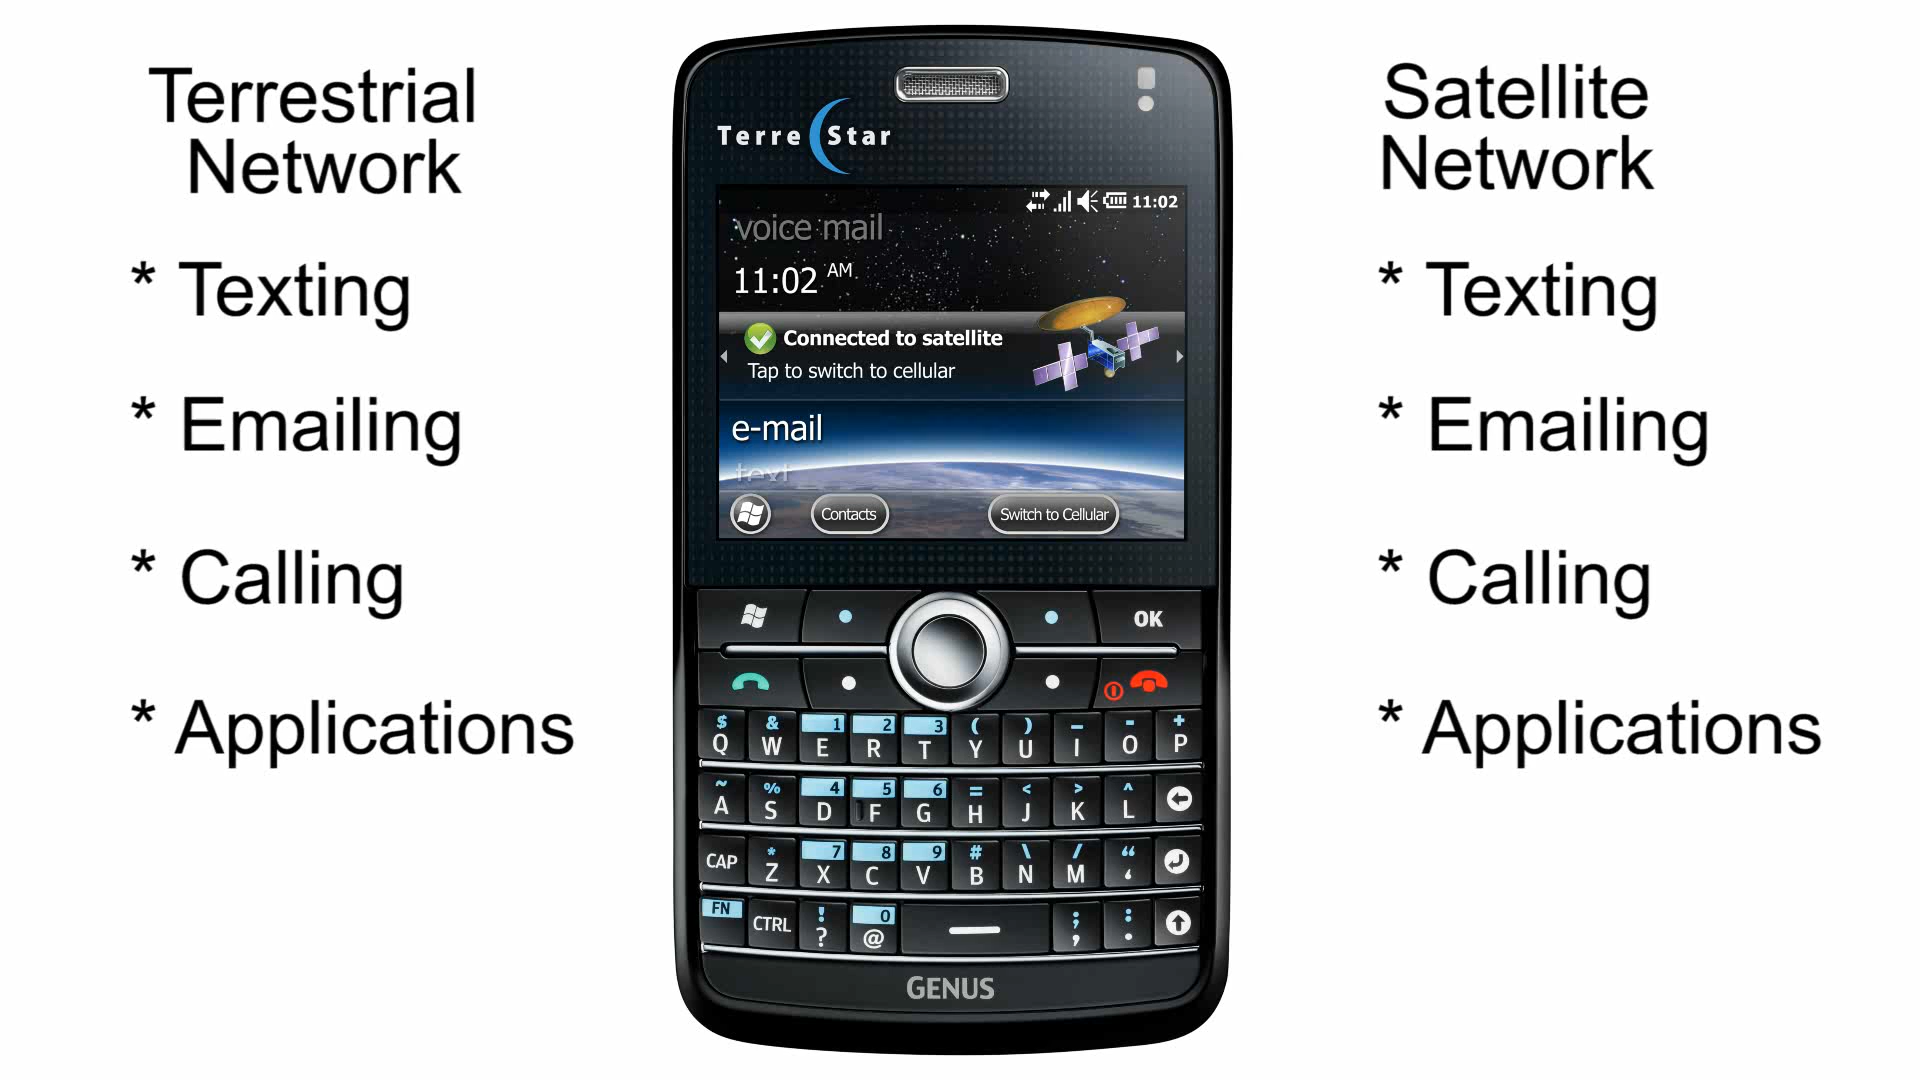 Terrestrial
Network
* Texting
* Emailing
* Calling
* Applications
TerreStar
11:02
voice mail
11:02 AM
Connected to satellite
Tap to switch to cellular
e-mail
text
Contacts
Switch to Cellular
OK
$ & 1 2 3 ( ) – - +
Q W E R T Y U I O P
~ % 4 5 6 = < > ^
A S D F G H J K L
* 7 8 9 # \ / “
CAP Z X C V B N M ‘
FN ! 0 ; :
CTRL ? @ , .
GENUS
Satellite
Network
* Texting
* Emailing
* Calling
* Applications